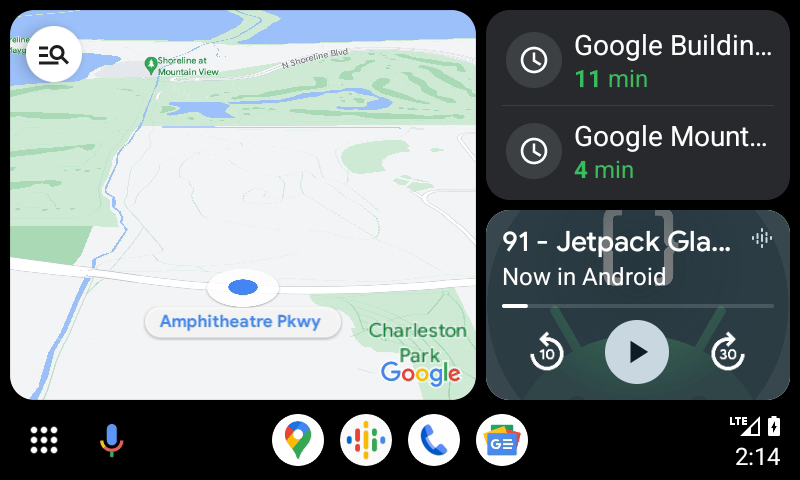 Shoreline at
Mountain View
N Shoreline Blvd
Amphitheatre Pkwy
Charleston
Park
Google
Google Buildin...
11 min
Google Mount...
4 min
91 - Jetpack Gla...
Now in Android
10
30
GE
LTE
2:14